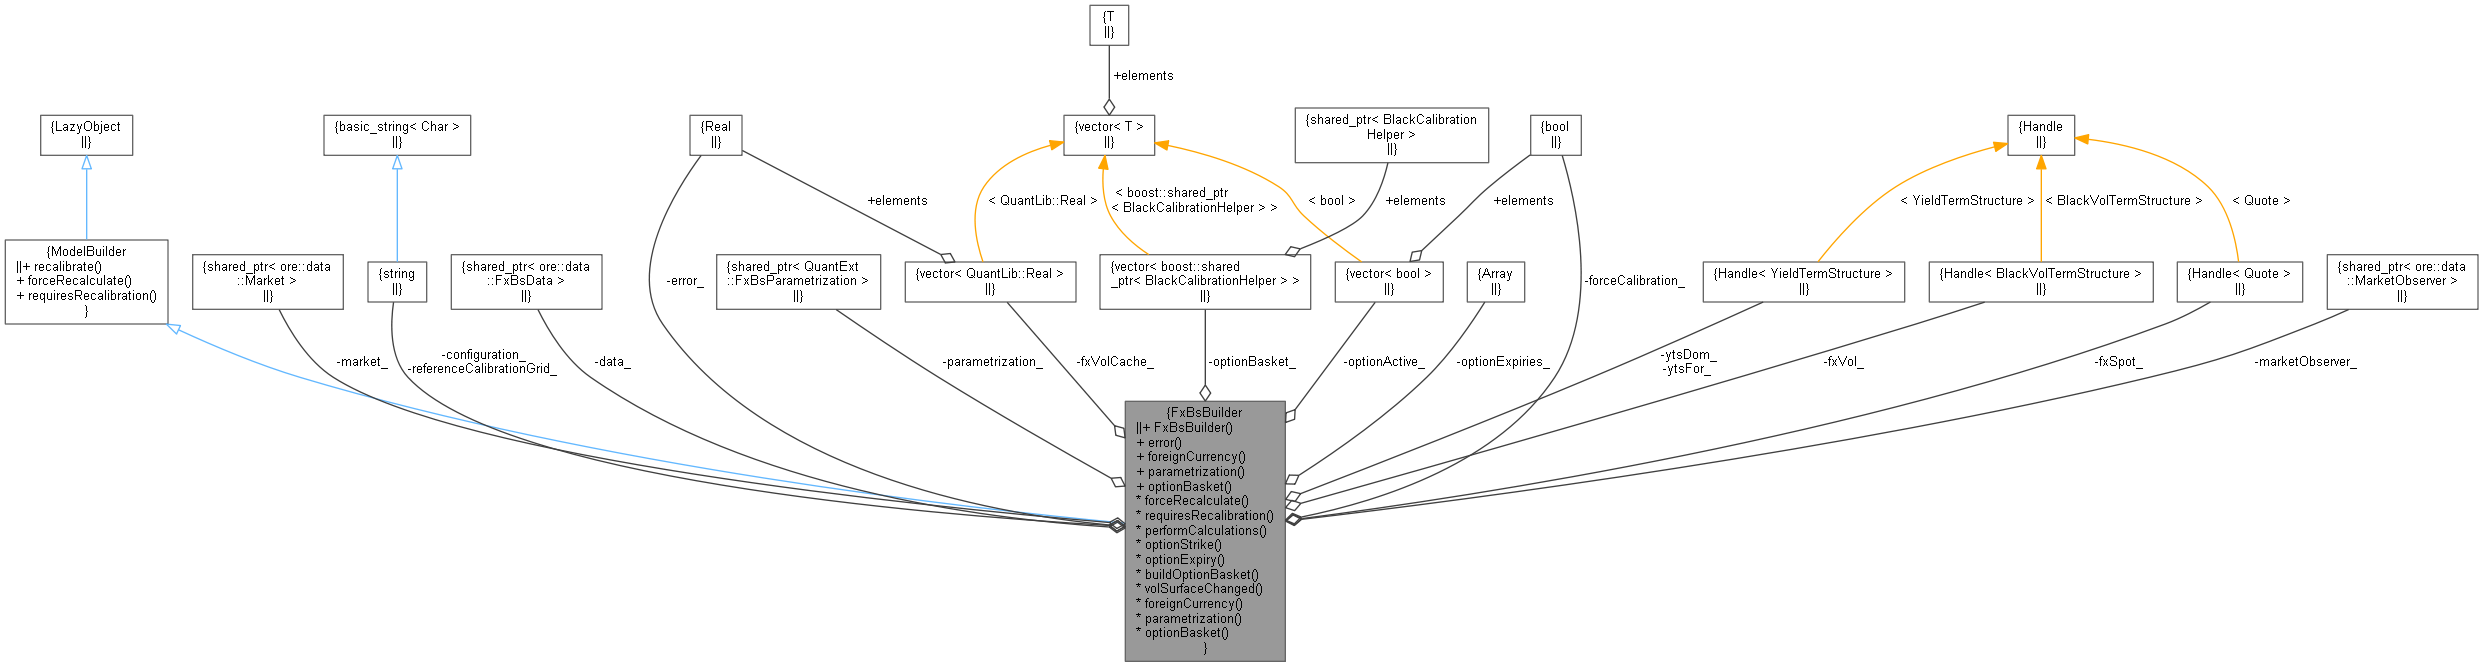 {T
||}
+elements
{LazyObject
||}
{basic_string< Char >
||}
{Real
||}
{vector< T >
||}
{shared_ptr< BlackCalibration
Helper >
||}
{bool
||}
{Handle
||}
+elements
< QuantLib::Real >
< boost::shared_ptr
< BlackCalibrationHelper > >
< bool >
+elements
+elements
< YieldTermStructure >
< BlackVolTermStructure >
< Quote >
{ModelBuilder
||+ recalibrate()
+ forceRecalculate()
+ requiresRecalibration()
}
{shared_ptr< ore::data
::Market >
||}
{string
||}
{shared_ptr< ore::data
::FxBsData >
||}
-error_
{shared_ptr< QuantExt
::FxBsParametrization >
||}
{vector< QuantLib::Real >
||}
{vector< boost::shared
_ptr< BlackCalibrationHelper > >
||}
{vector< bool >
||}
{Array
||}
-forceCalibration_
{Handle< YieldTermStructure >
||}
{Handle< BlackVolTermStructure >
||}
{Handle< Quote >
||}
{shared_ptr< ore::data
::MarketObserver >
||}
-market_
-configuration_
-referenceCalibrationGrid_
-data_
-parametrization_
-fxVolCache_
-optionBasket_
-optionActive_
-optionExpiries_
-ytsDom_
-ytsFor_
-fxVol_
-fxSpot_
-marketObserver_
{FxBsBuilder
||+ FxBsBuilder()
+ error()
+ foreignCurrency()
+ parametrization()
+ optionBasket()
* forceRecalculate()
* requiresRecalibration()
* performCalculations()
* optionStrike()
* optionExpiry()
* buildOptionBasket()
* volSurfaceChanged()
* foreignCurrency()
* parametrization()
* optionBasket()
}